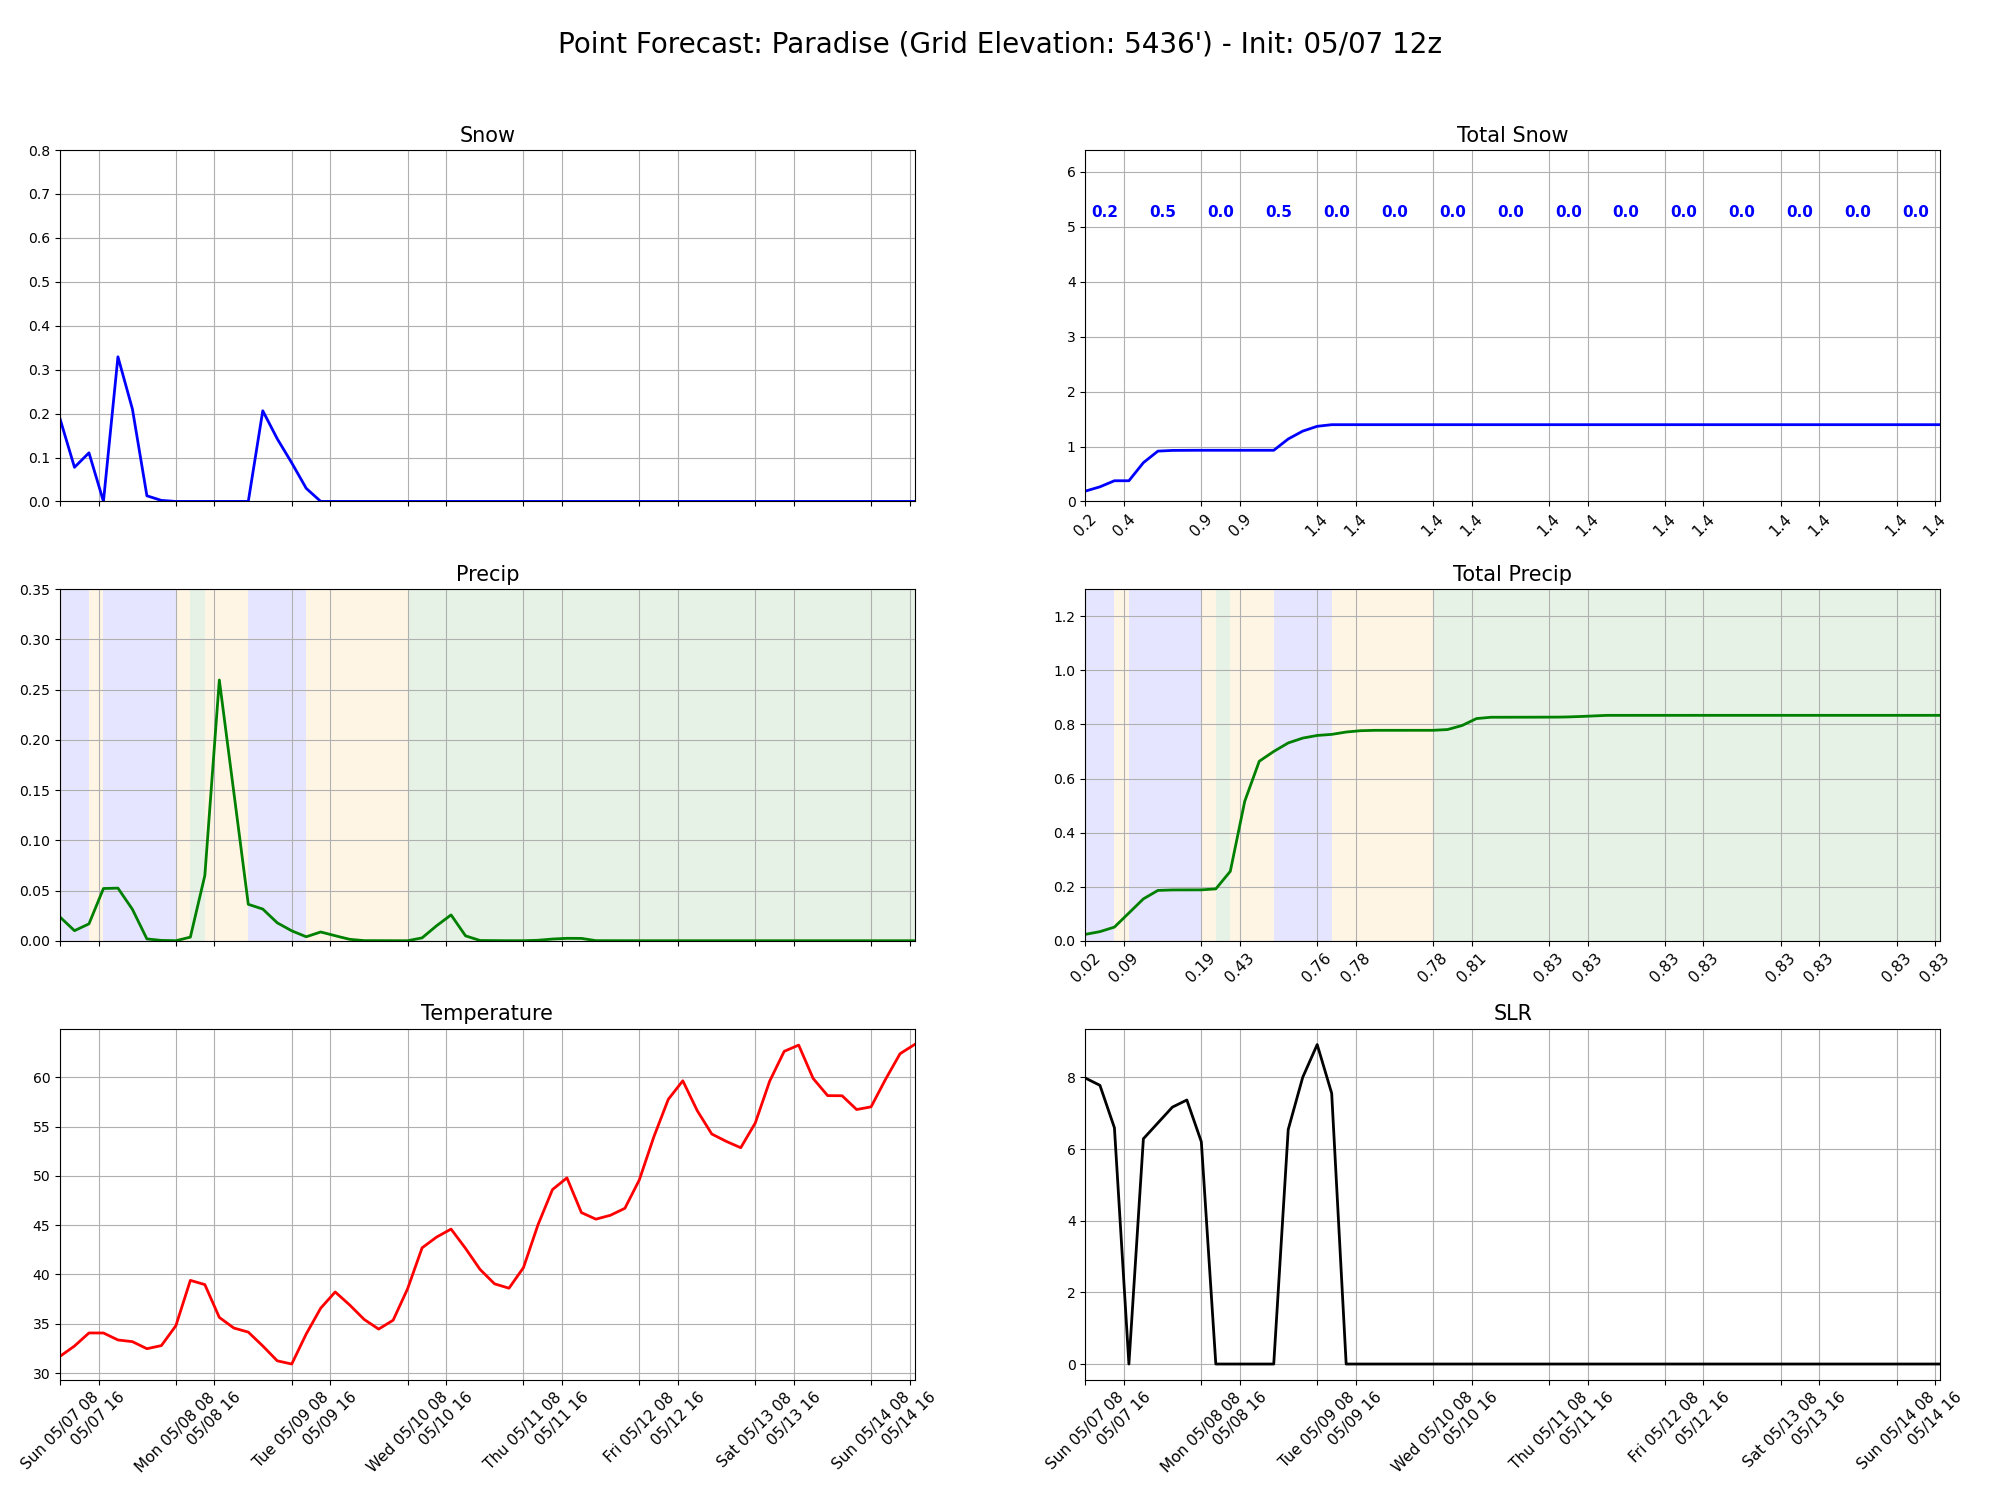 Point Forecast: Paradise (Grid Elevation: 5436') - Init: 05/07 12z
Snow
0.8
0.7
0.6
0.5
0.4
0.3
0.2
0.1
0.0
Total Snow
6
5
4
3
2
1
0
0.2 0.5 0.0 0.5 0.0 0.0 0.0 0.0 0.0 0.0 0.0 0.0 0.0 0.0 0.0
0.2 0.4 0.9 0.9 1.4 1.4 1.4 1.4 1.4 1.4 1.4 1.4 1.4 1.4 1.4 1.4
Precip
0.35
0.30
0.25
0.20
0.15
0.10
0.05
0.00
Total Precip
1.2
1.0
0.8
0.6
0.4
0.2
0.0
0.02 0.09 0.19 0.43 0.76 0.78 0.78 0.81 0.83 0.83 0.83 0.83 0.83 0.83 0.83 0.83
Temperature
60
55
50
45
40
35
30
Sun 05/07 08
05/07 16
Mon 05/08 08
05/08 16
Tue 05/09 08
05/09 16
Wed 05/10 08
05/10 16
Thu 05/11 08
05/11 16
Fri 05/12 08
05/12 16
Sat 05/13 08
05/13 16
Sun 05/14 08
05/14 16
SLR
8
6
4
2
0
Sun 05/07 08
05/07 16
Mon 05/08 08
05/08 16
Tue 05/09 08
05/09 16
Wed 05/10 08
05/10 16
Thu 05/11 08
05/11 16
Fri 05/12 08
05/12 16
Sat 05/13 08
05/13 16
Sun 05/14 08
05/14 16